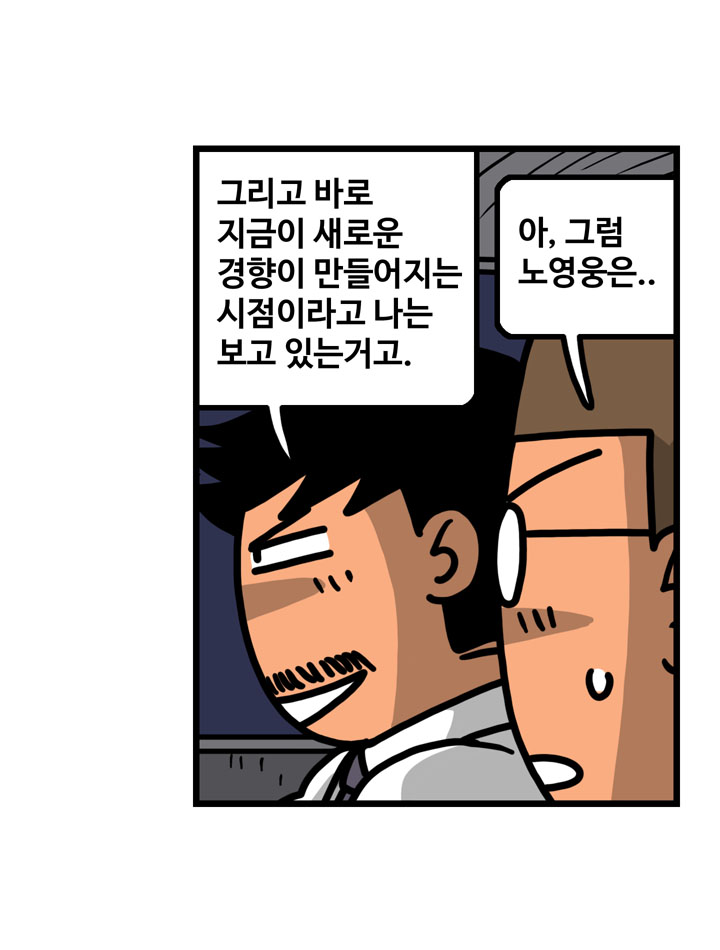 그리고 바로
지금이 새로운
경향이 만들어지는
시점이라고 나는
보고 있는거고.
아, 그럼
노영웅은..